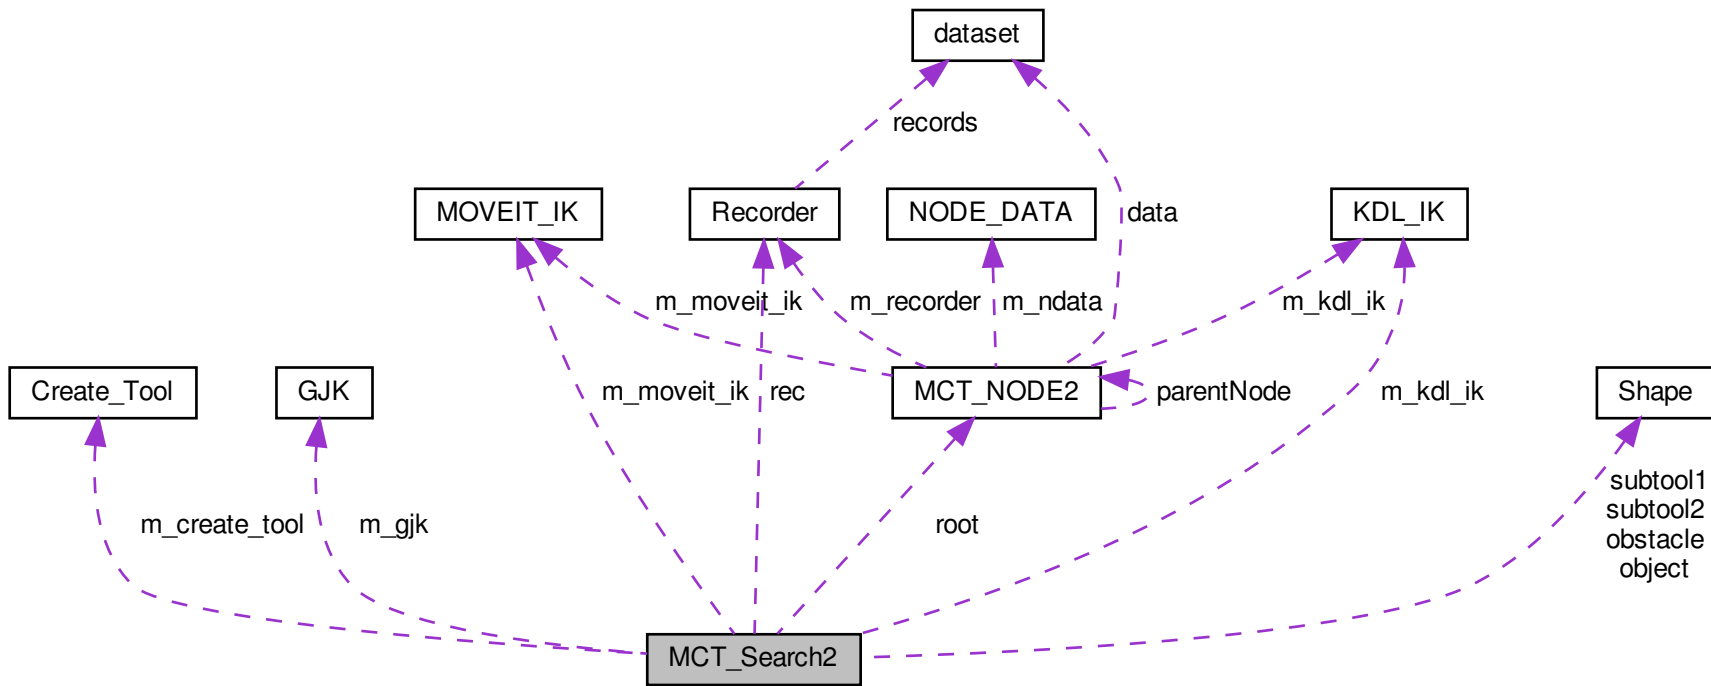 dataset
records
MOVEIT_IK
Recorder
NODE_DATA
data
KDL_IK
m_moveit_ik
m_recorder
m_ndata
m_kdl_ik
Create_Tool
GJK
m_moveit_ik
rec
MCT_NODE2
parentNode
m_kdl_ik
Shape
m_create_tool
m_gjk
root
subtool1
subtool2
obstacle
object
MCT_Search2